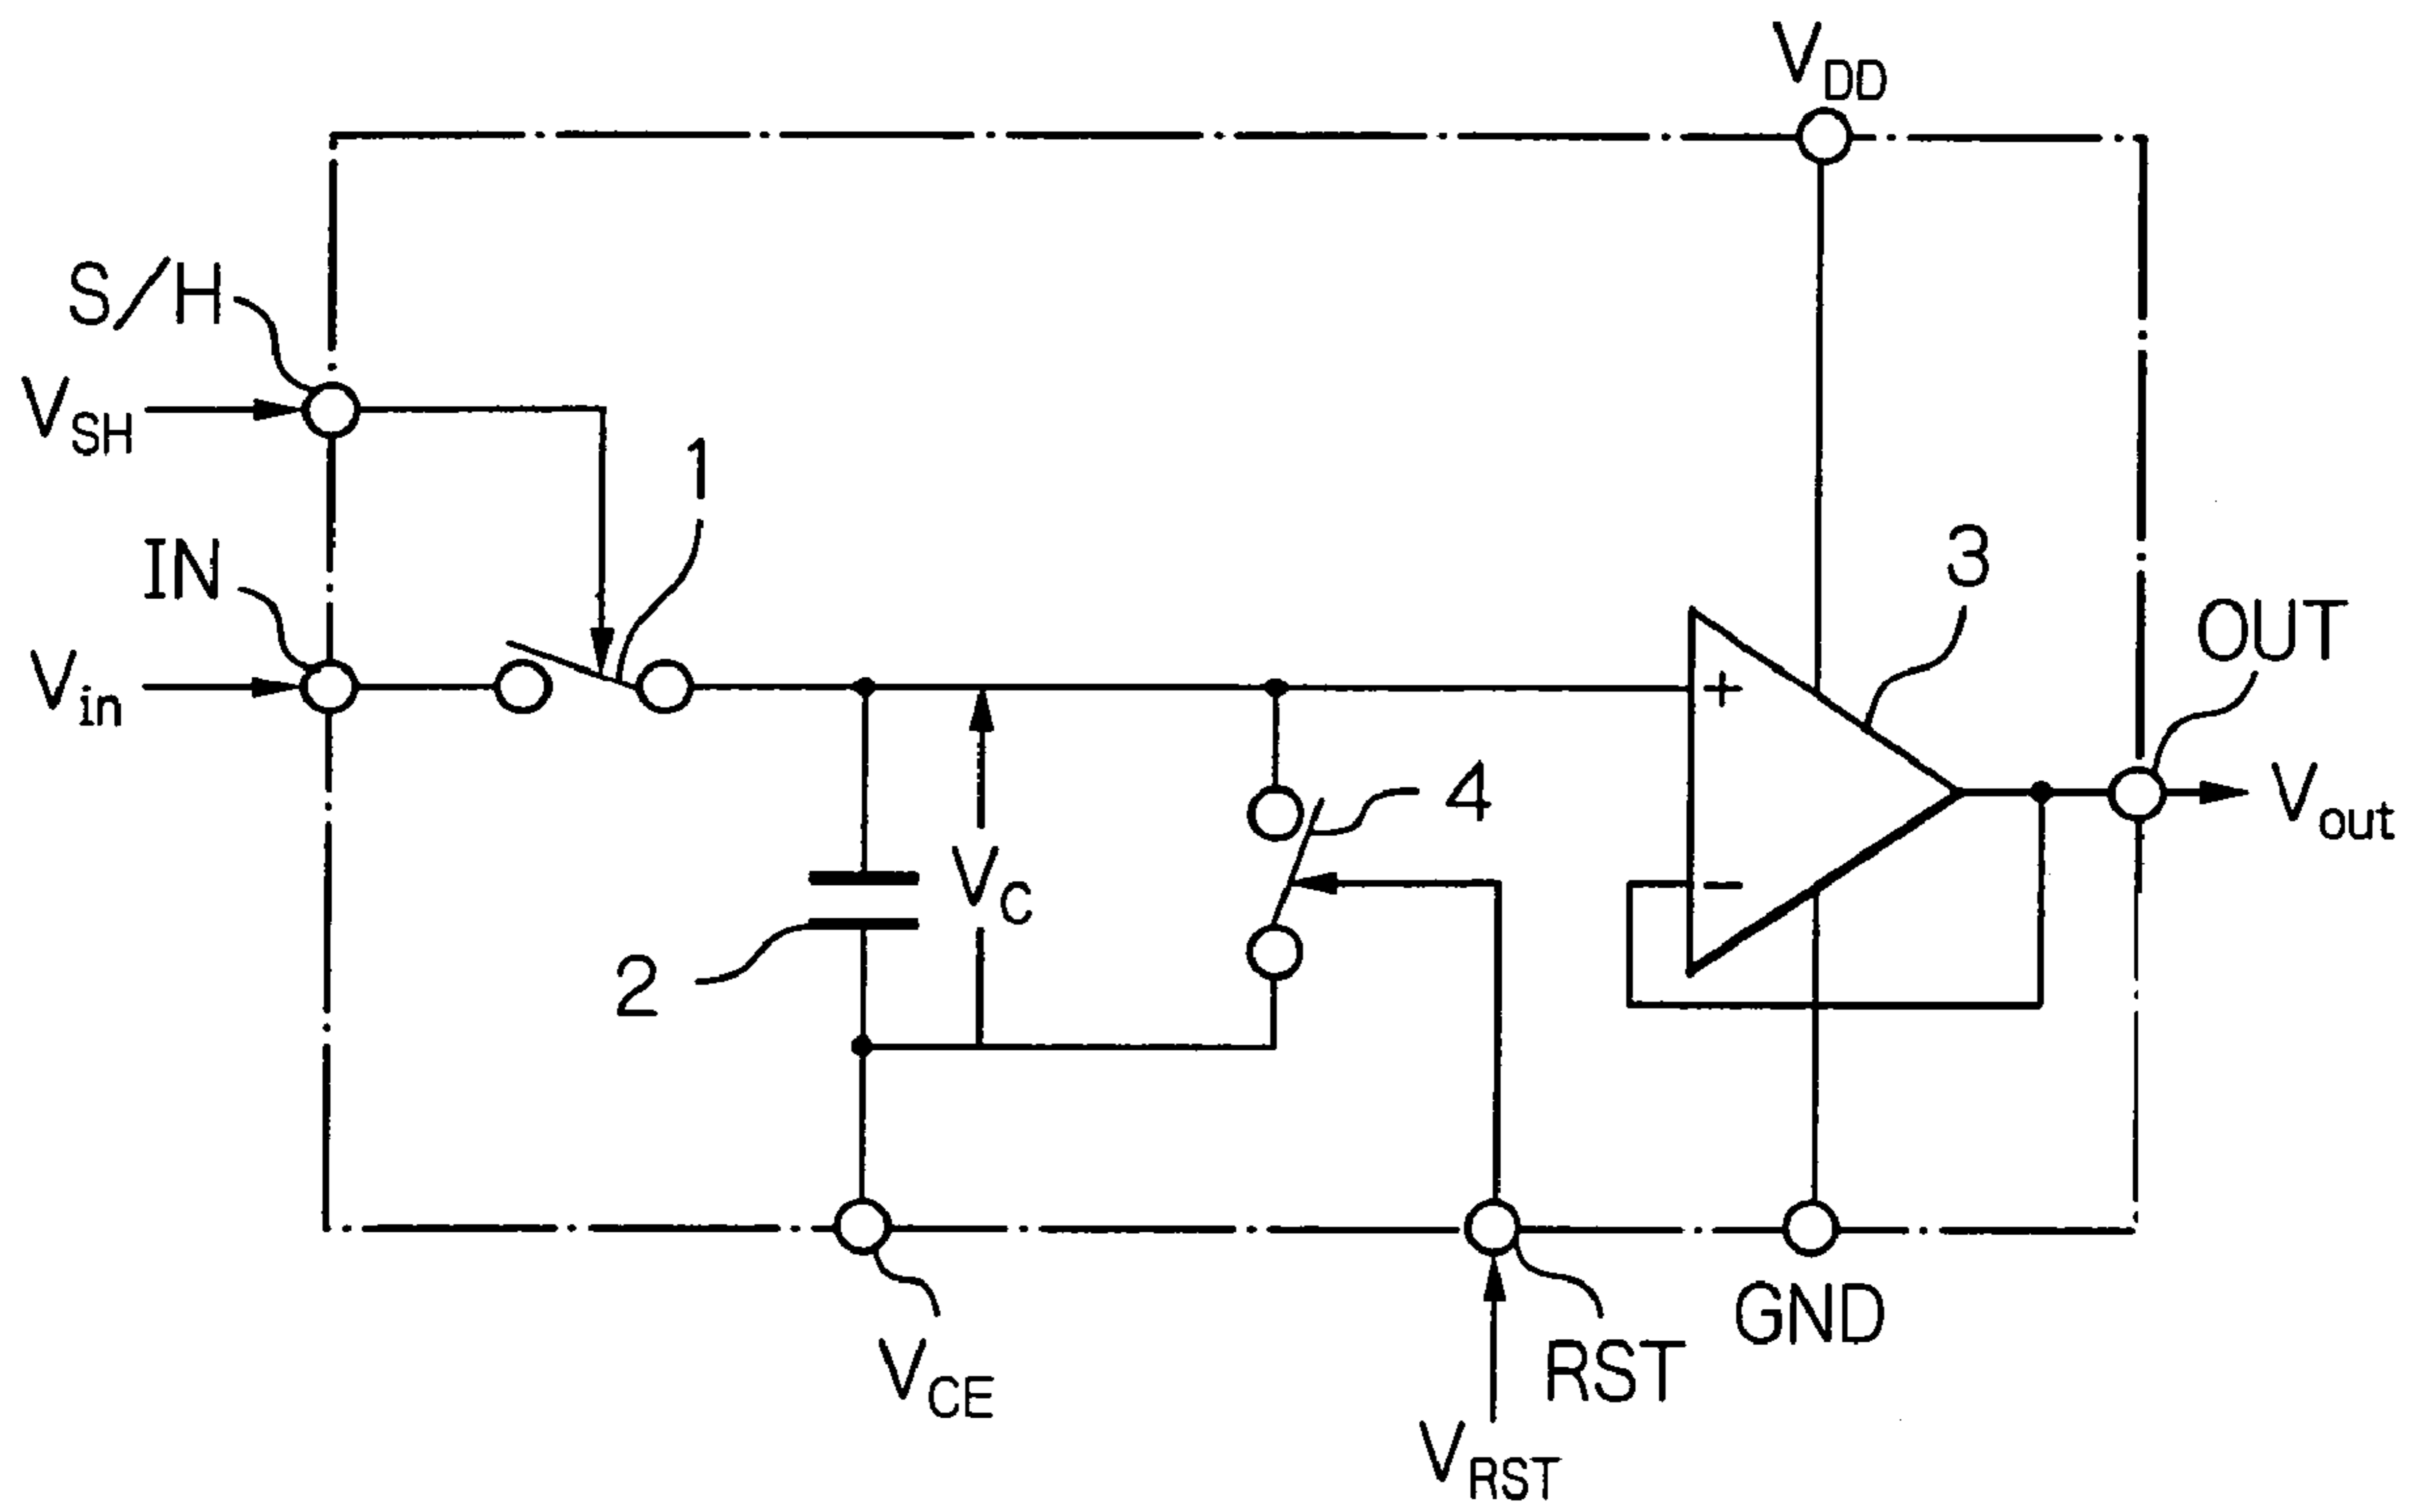 VDD
S/H
VSH
1
IN
Vin
3
OUT
+
4
Vout
VC
−
2
GND
VCE
RST
VRST